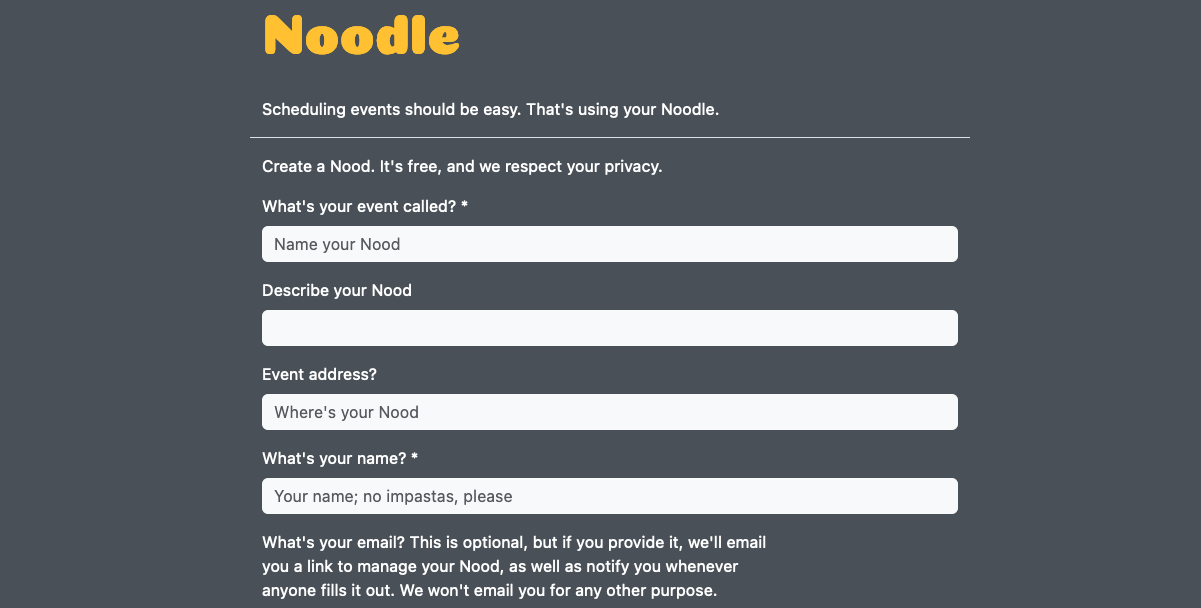 Noodle
Scheduling events should be easy. That's using your Noodle.
Create a Nood. It's free, and we respect your privacy.
What's your event called? *
Name your Nood
Describe your Nood
Event address?
Where's your Nood
What's your name? *
Your name; no impastas, please
What's your email? This is optional, but if you provide it, we'll email
you a link to manage your Nood, as well as notify you whenever
anyone fills it out. We won't email you for any other purpose.